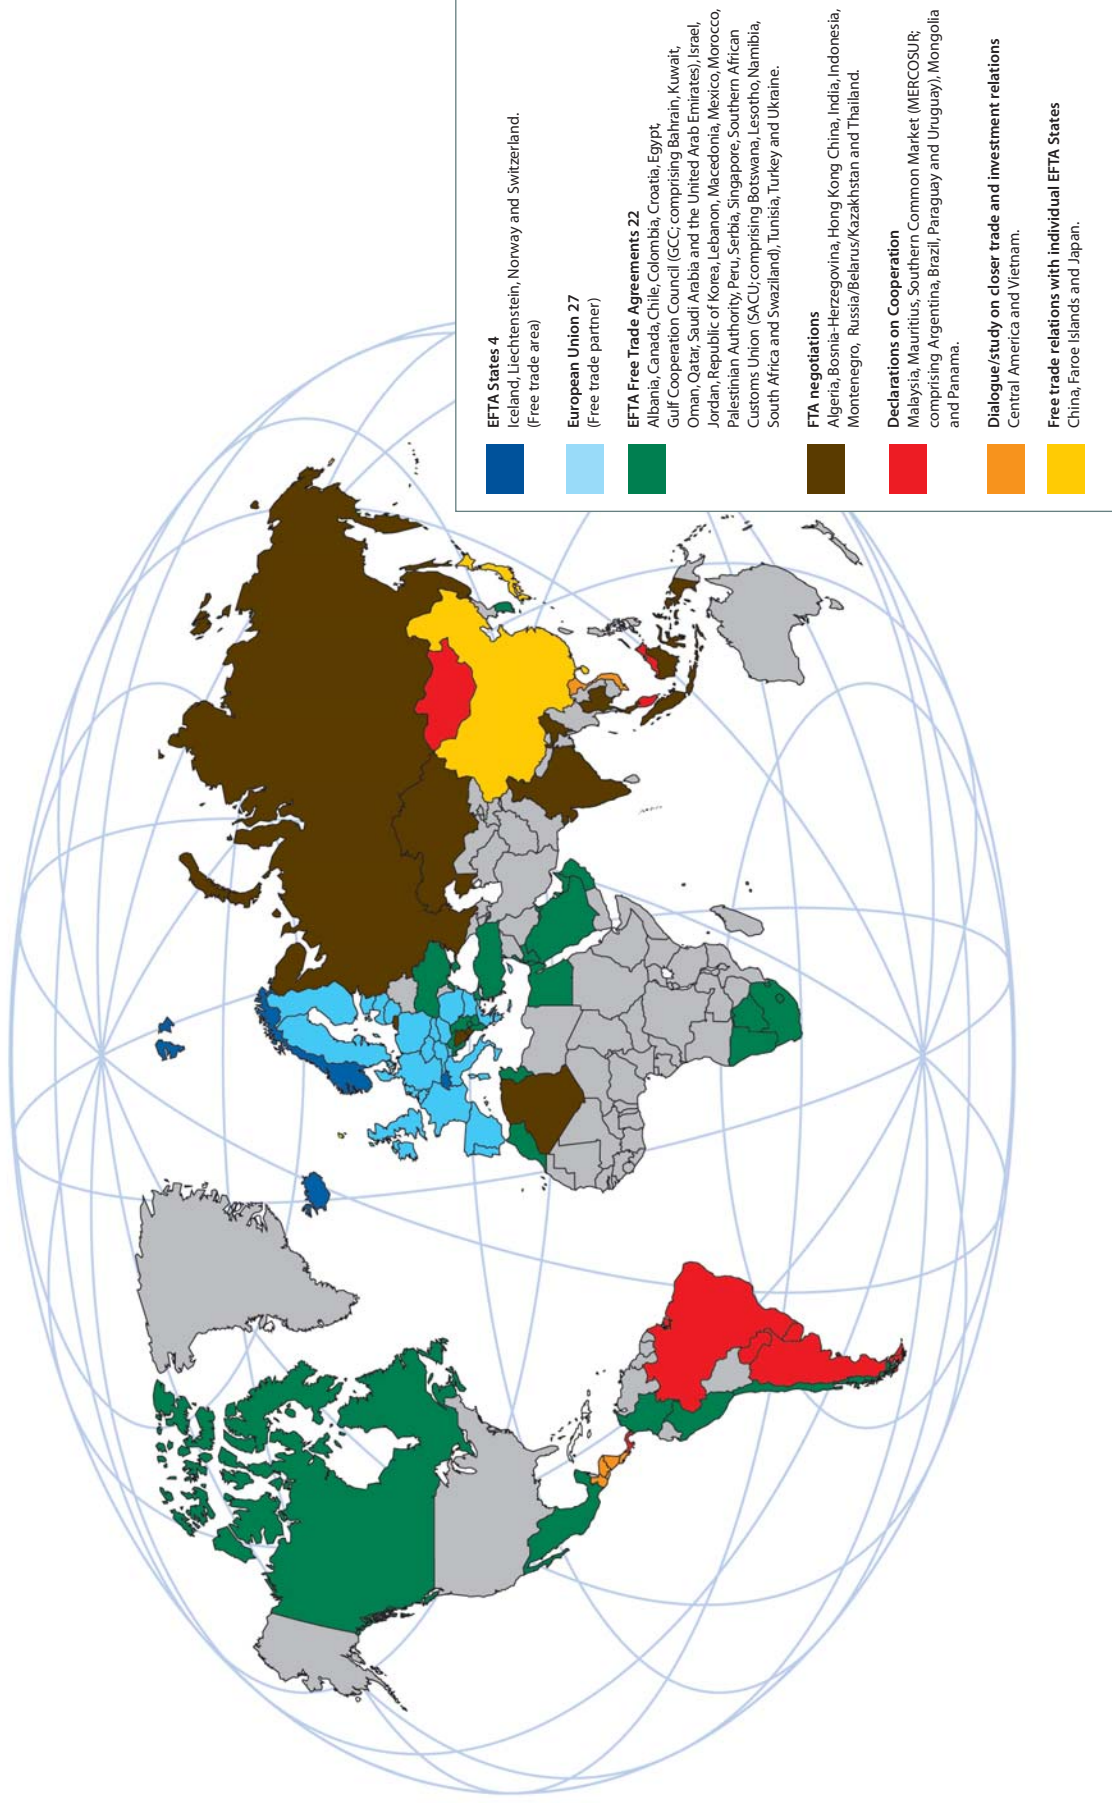 EFTA States 4
Iceland, Liechtenstein, Norway and Switzerland.
(Free trade area)
European Union 27
(Free trade partner)
EFTA Free Trade Agreements 22
Albania, Canada, Chile, Colombia, Croatia, Egypt,
Gulf Cooperation Council (GCC; comprising Bahrain, Kuwait,
Oman, Qatar, Saudi Arabia and the United Arab Emirates), Israel,
Jordan, Republic of Korea, Lebanon, Macedonia, Mexico, Morocco,
Palestinian Authority, Peru, Serbia, Singapore, Southern African
Customs Union (SACU; comprising Botswana, Lesotho, Namibia,
South Africa and Swaziland), Tunisia, Turkey and Ukraine.
FTA negotiations
Algeria, Bosnia-Herzegovina, Hong Kong China, India, Indonesia,
Montenegro, Russia/Belarus/Kazakhstan and Thailand.
Declarations on Cooperation
Malaysia, Mauritius, Southern Common Market (MERCOSUR;
comprising Argentina, Brazil, Paraguay and Uruguay), Mongolia
and Panama.
Dialogue/study on closer trade and investment relations
Central America and Vietnam.
Free trade relations with individual EFTA States
China, Faroe Islands and Japan.